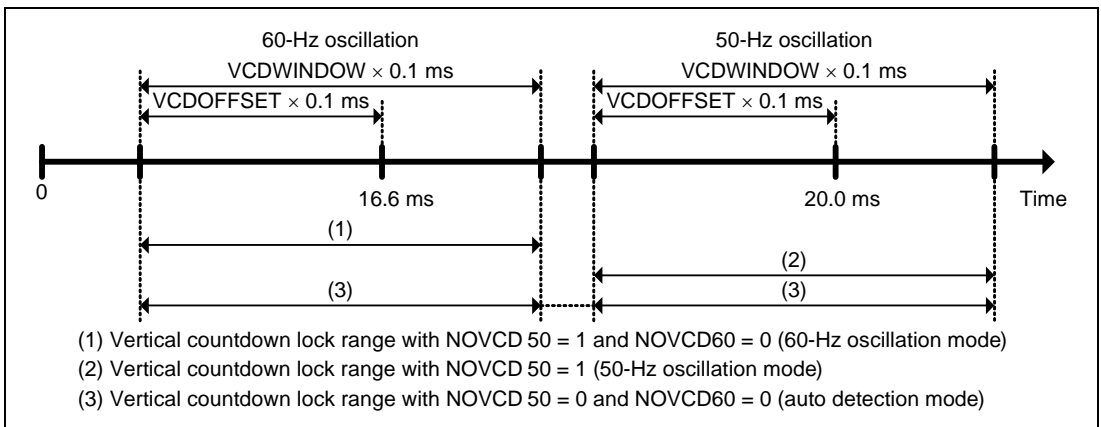 60-Hz oscillation 50-Hz oscillation
VCDWINDOW × 0.1 ms VCDWINDOW × 0.1 ms
VCDOFFSET × 0.1 ms VCDOFFSET × 0.1 ms
0 16.6 ms 20.0 ms Time
(1)
(2)
(3) (3)
(1) Vertical countdown lock range with NOVCD 50 = 1 and NOVCD60 = 0 (60-Hz oscillation mode)
(2) Vertical countdown lock range with NOVCD 50 = 1 (50-Hz oscillation mode)
(3) Vertical countdown lock range with NOVCD 50 = 0 and NOVCD60 = 0 (auto detection mode)